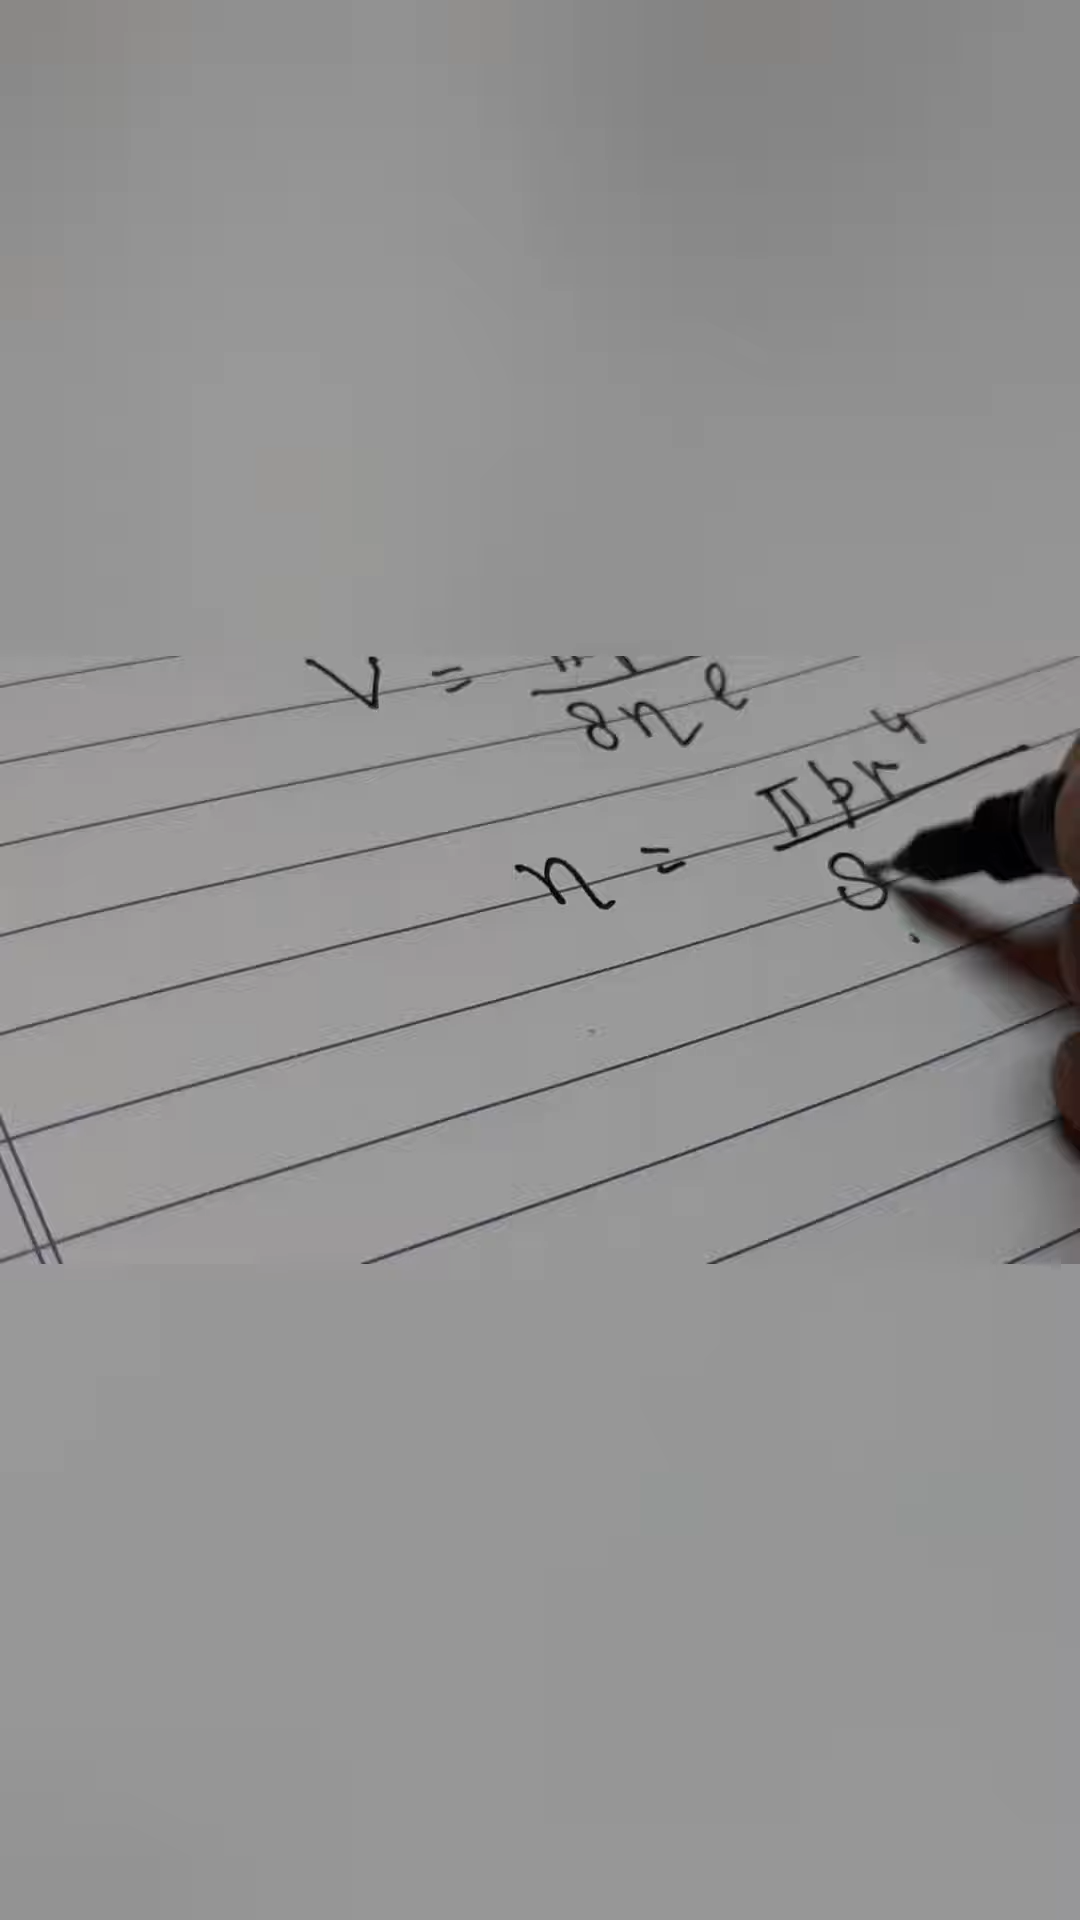 V = π / 8ηl
η = πpr⁴ / 8